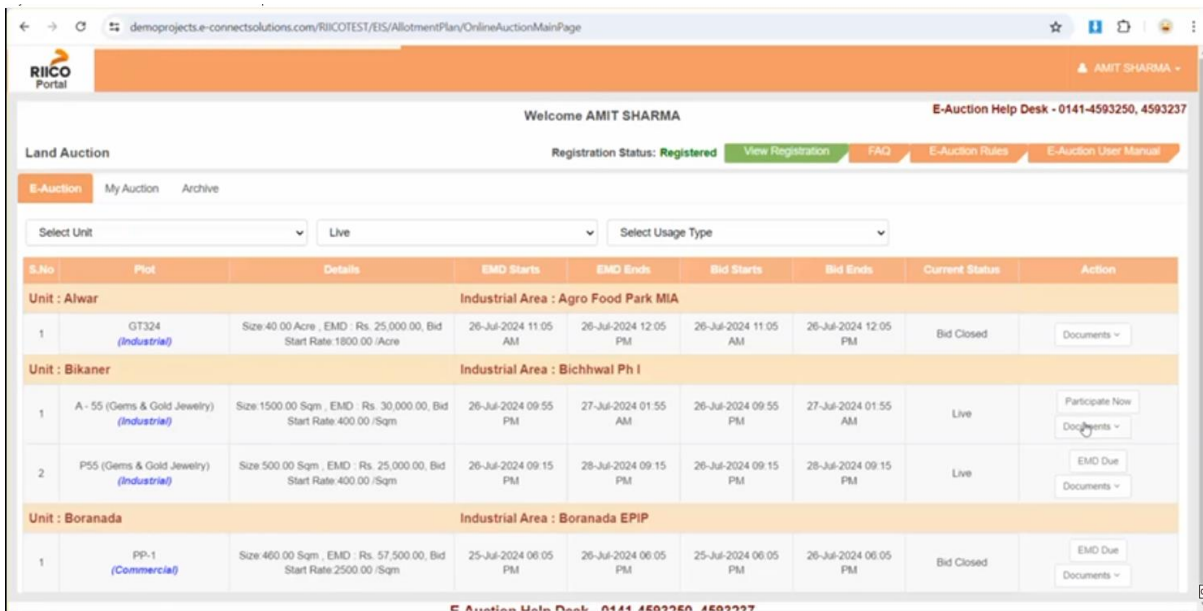 demoprojects.e-connectsolutions.com/RIICOTEST/EIS/AllotmentPlan/OnlineAuctionMainPage
RIICO
Portal
AMIT SHARMA
Welcome AMIT SHARMA
E-Auction Help Desk - 0141-4593250, 4593237
Land Auction
Registration Status: Registered
View Registration
FAQ
E-Auction Rules
E-Auction User Manual
E-Auction My Auction Archive
Select Unit Live Select Usage Type
S.No Plot Details EMD Starts EMD Ends Bid Starts Bid Ends Current Status Action
Unit : Alwar Industrial Area : Agro Food Park MIA
1 GT324 Size:40.00 Acre , EMD : Rs. 25,000.00, Bid 26-Jul-2024 11:05 26-Jul-2024 12:05 26-Jul-2024 11:05 26-Jul-2024 12:05 Bid Closed Documents
(Industrial) Start Rate:1800.00 /Acre AM PM AM PM
Unit : Bikaner Industrial Area : Bichhwal Ph I
1 A - 55 (Gems & Gold Jewelry) Size:1500.00 Sqm , EMD : Rs. 30,000.00, Bid 26-Jul-2024 09:55 27-Jul-2024 01:55 26-Jul-2024 09:55 27-Jul-2024 01:55 Live Participate Now
(Industrial) Start Rate:400.00 /Sqm PM AM PM AM Documents
2 P55 (Gems & Gold Jewelry) Size:500.00 Sqm , EMD : Rs. 25,000.00, Bid 26-Jul-2024 09:15 28-Jul-2024 09:15 26-Jul-2024 09:15 28-Jul-2024 09:15 Live EMD Due
(Industrial) Start Rate:400.00 /Sqm PM PM PM PM Documents
Unit : Boranada Industrial Area : Boranada EPIP
1 PP-1 Size:460.00 Sqm , EMD : Rs. 57,500.00, Bid 25-Jul-2024 06:05 26-Jul-2024 06:05 25-Jul-2024 06:05 26-Jul-2024 06:05 Bid Closed EMD Due
(Commercial) Start Rate:2500.00 /Sqm PM PM PM PM Documents
E-Auction Help Desk - 0141-4593250, 4593237